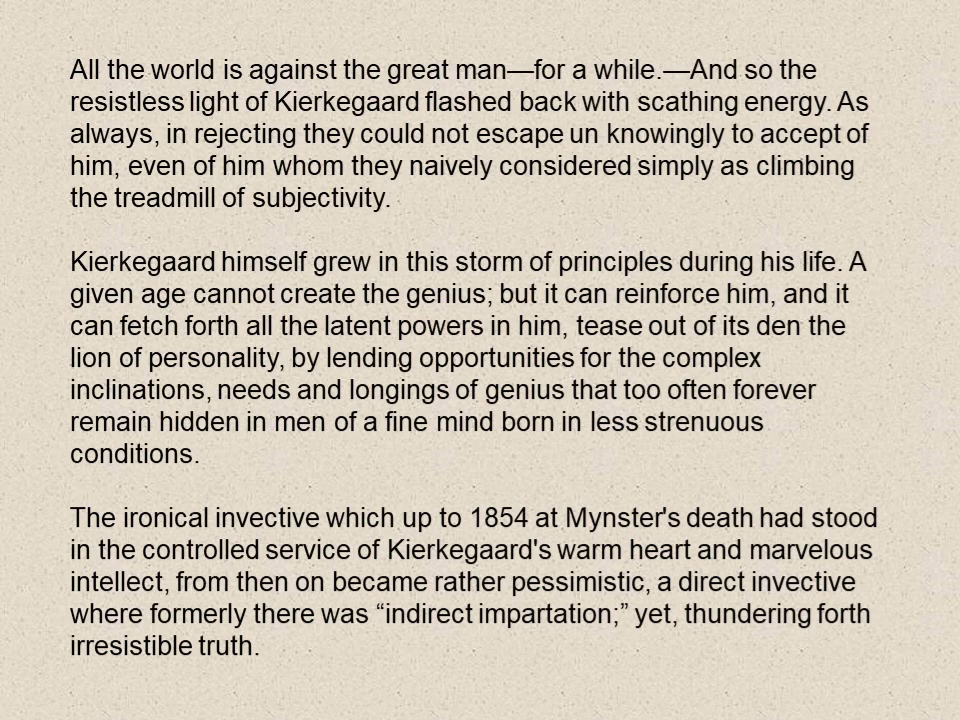 All the world is against the great man—for a while.—And so the
resistless light of Kierkegaard flashed back with scathing energy. As
always, in rejecting they could not escape un knowingly to accept of
him, even of him whom they naively considered simply as climbing
the treadmill of subjectivity.

Kierkegaard himself grew in this storm of principles during his life. A
given age cannot create the genius; but it can reinforce him, and it
can fetch forth all the latent powers in him, tease out of its den the
lion of personality, by lending opportunities for the complex
inclinations, needs and longings of genius that too often forever
remain hidden in men of a fine mind born in less strenuous
conditions.

The ironical invective which up to 1854 at Mynster's death had stood
in the controlled service of Kierkegaard's warm heart and marvelous
intellect, from then on became rather pessimistic, a direct invective
where formerly there was “indirect impartation;” yet, thundering forth
irresistible truth.